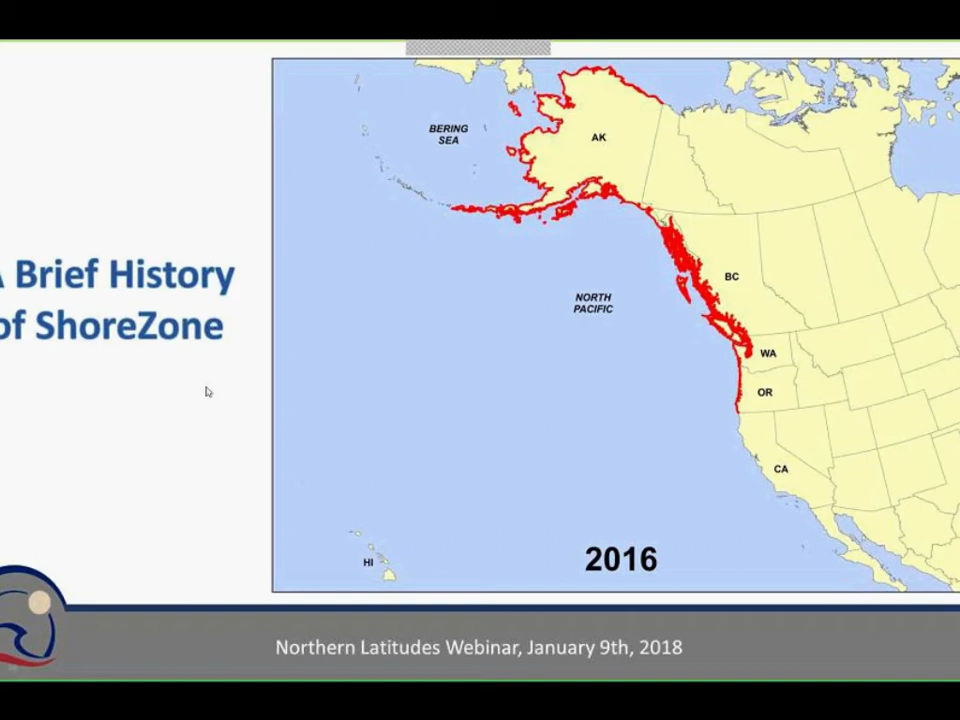 A Brief History
of ShoreZone
BERING
SEA
AK
BC
NORTH
PACIFIC
WA
OR
CA
HI
2016
Northern Latitudes Webinar, January 9th, 2018